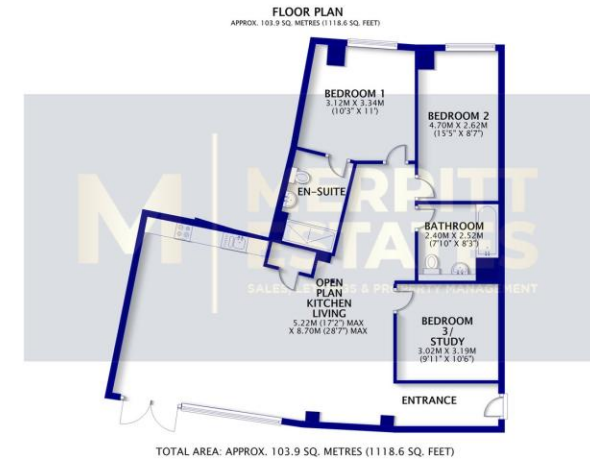 FLOOR PLAN
APPROX. 103.9 SQ. METRES (1118.6 SQ. FEET)
BEDROOM 1
3.12M X 3.34M
(10'3" X 11')
BEDROOM 2
4.70M X 2.62M
(15'5" X 8'7")
EN-SUITE
M
MERRITT
ESTATES
SALES, LETTINGS & PROPERTY MANAGEMENT
BATHROOM
2.40M X 2.52M
(7'10" X 8'3")
OPEN
PLAN
KITCHEN
LIVING
5.22M (17'2") MAX
X 8.70M (28'7") MAX
BEDROOM
3/
STUDY
3.02M X 3.19M
(9'11" X 10'6")
ENTRANCE
TOTAL AREA: APPROX. 103.9 SQ. METRES (1118.6 SQ. FEET)